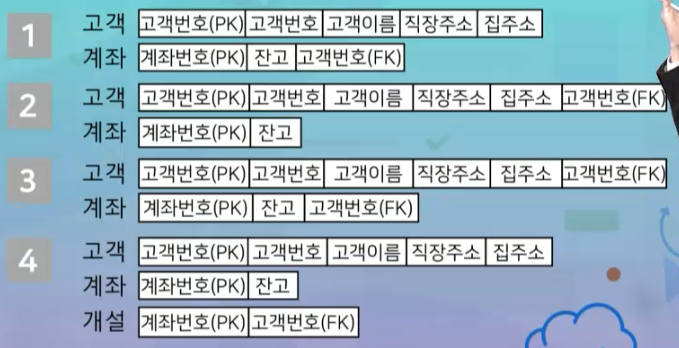 1
고객 고객번호(PK) 고객번호 고객이름 직장주소 집주소
계좌 계좌번호(PK) 잔고 고객번호(FK)
2
고객 고객번호(PK) 고객번호 고객이름 직장주소 집주소 고객번호(FK)
계좌 계좌번호(PK) 잔고
3
고객 고객번호(PK) 고객번호 고객이름 직장주소 집주소 고객번호(FK)
계좌 계좌번호(PK) 잔고 고객번호(FK)
4
고객 고객번호(PK) 고객번호 고객이름 직장주소 집주소
계좌 계좌번호(PK) 잔고
개설 계좌번호(PK) 고객번호(FK)